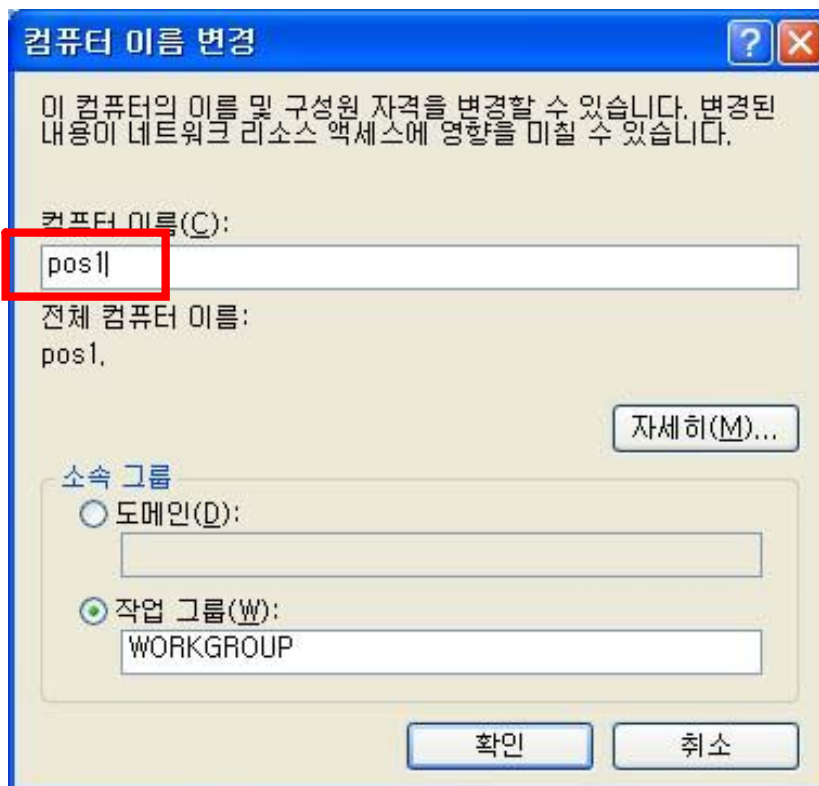 컴퓨터 이름 변경
이 컴퓨터의 이름 및 구성원 자격을 변경할 수 있습니다. 변경된
내용이 네트워크 리소스 액세스에 영향을 미칠 수 있습니다.
컴퓨터 이름(C):
pos1
전체 컴퓨터 이름:
pos1.
자세히(M)...
소속 그룹
도메인(D):
작업 그룹(W):
WORKGROUP
확인 취소